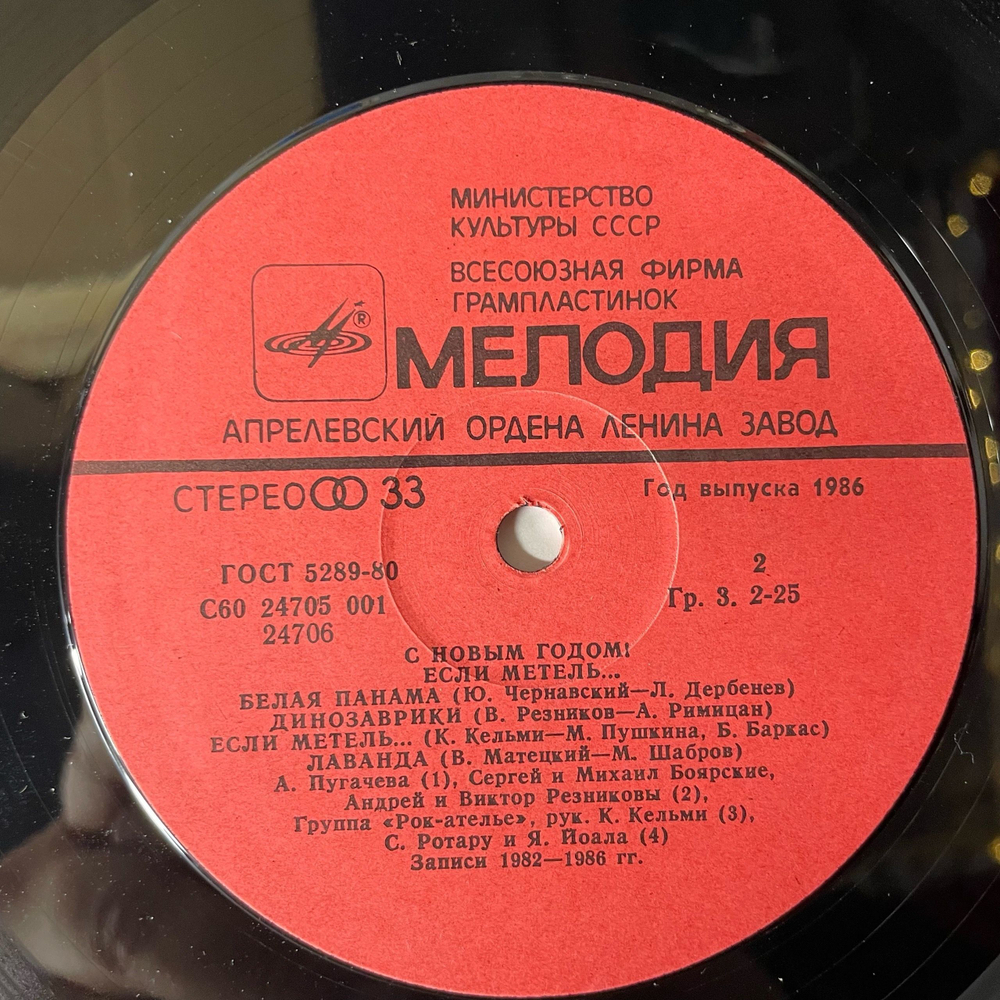 МИНИСТЕРСТВО
КУЛЬТУРЫ СССР
ВСЕСОЮЗНАЯ ФИРМА
ГРАМПЛАСТИНОК
®
МЕЛОДИЯ
АПРЕЛЕВСКИЙ ОРДЕНА ЛЕНИНА ЗАВОД
СТЕРЕО 33
Год выпуска 1986
ГОСТ 5289-80
2
С60 24705 001
Гр. 3. 2-25
24706
С НОВЫМ ГОДОМ!
ЕСЛИ МЕТЕЛЬ...
БЕЛАЯ ПАНАМА (Ю. Чернавский—Л. Дербенев)
ДИНОЗАВРИКИ (В. Резников—А. Римицан)
ЕСЛИ МЕТЕЛЬ... (К. Кельми—М. Пушкина, Б. Баркас)
ЛАВАНДА (В. Матецкий—М. Шабров)
А. Пугачева (1), Сергей и Михаил Боярские,
Андрей и Виктор Резниковы (2),
Группа «Рок-ателье», рук. К. Кельми (3),
С. Ротару и Я. Йоала (4)
Записи 1982—1986 гг.